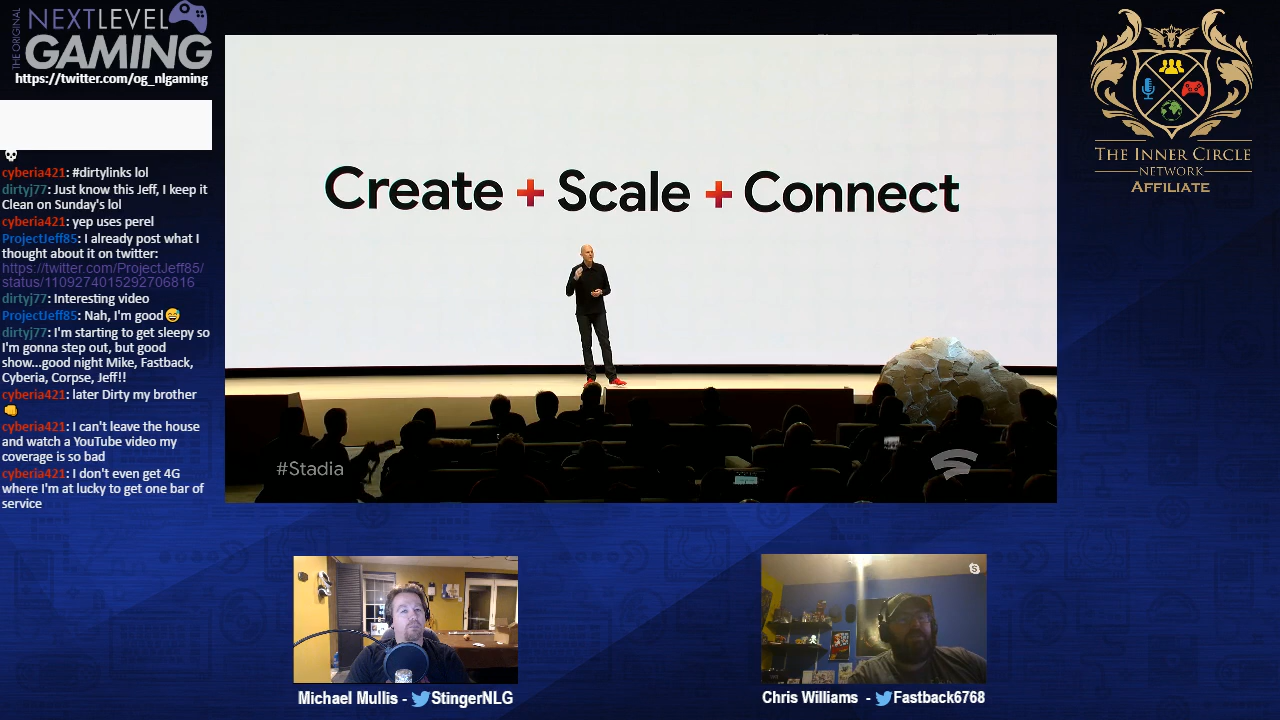 THE ORIGINAL
NEXTLEVEL
GAMING
https://twitter.com/og_nlgaming
cyberia421: #dirtylinks lol
dirtyj77: Just know this Jeff, I keep it
Clean on Sunday's lol
cyberia421: yep uses perel
ProjectJeff85: I already post what I
thought about it on twitter:
https://twitter.com/ProjectJeff85/
status/1109274015292706816
dirtyj77: Interesting video
ProjectJeff85: Nah, I'm good😅
dirtyj77: I'm starting to get sleepy so
I'm gonna step out, but good
show...good night Mike, Fastback,
Cyberia, Corpse, Jeff!!
cyberia421: later Dirty my brother
👊
cyberia421: I can't leave the house
and watch a YouTube video my
coverage is so bad
cyberia421: I don't even get 4G
where I'm at lucky to get one bar of
service
Create + Scale + Connect
#Stadia
THE INNER CIRCLE
NETWORK
AFFILIATE
Michael Mullis - StingerNLG
Chris Williams - Fastback6768